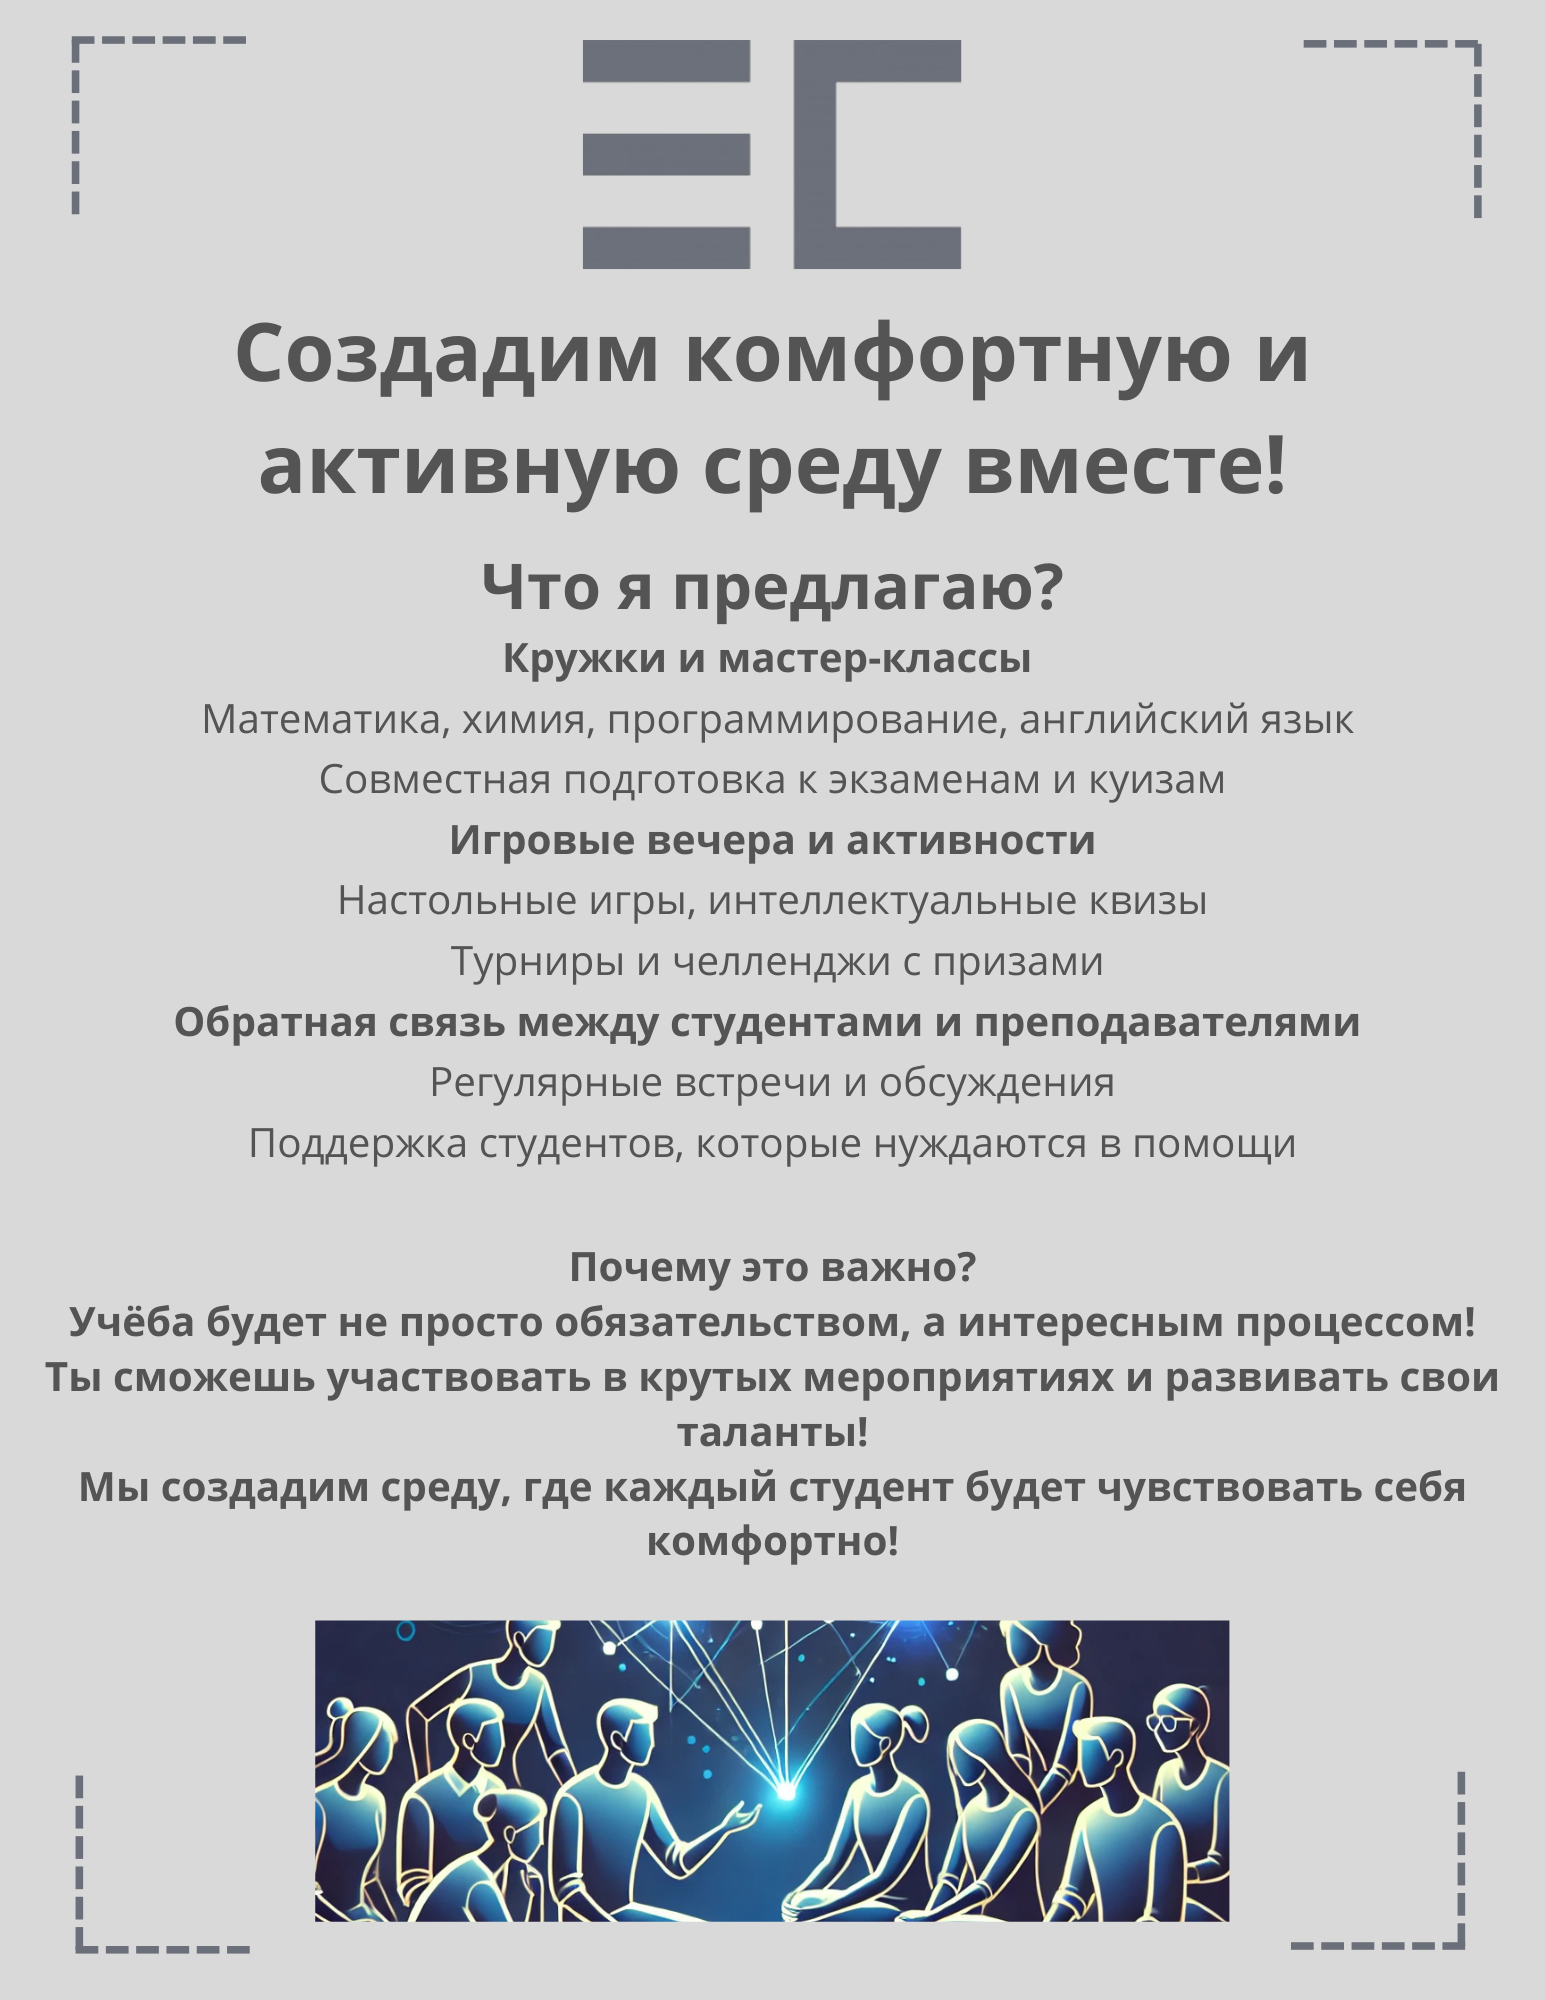 ΞC
Создадим комфортную и
активную среду вместе!
Что я предлагаю?
Кружки и мастер-классы
Математика, химия, программирование, английский язык
Совместная подготовка к экзаменам и куизам
Игровые вечера и активности
Настольные игры, интеллектуальные квизы
Турниры и челленджи с призами
Обратная связь между студентами и преподавателями
Регулярные встречи и обсуждения
Поддержка студентов, которые нуждаются в помощи
Почему это важно?
Учёба будет не просто обязательством, а интересным процессом!
Ты сможешь участвовать в крутых мероприятиях и развивать свои
таланты!
Мы создадим среду, где каждый студент будет чувствовать себя
комфортно!